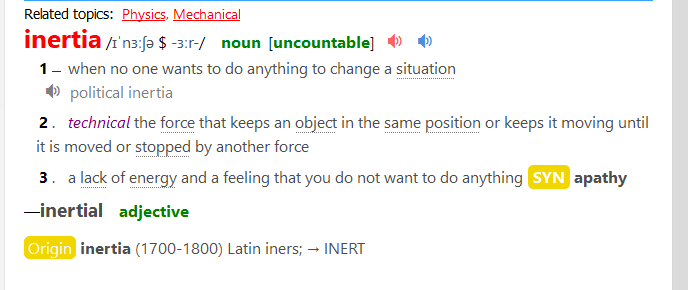 Related topics: Physics, Mechanical
inertia /ɪˈnɜːʃə $ -ɜːr-/ noun [uncountable]
1 – when no one wants to do anything to change a situation
political inertia
2 . technical the force that keeps an object in the same position or keeps it moving until
it is moved or stopped by another force
3 . a lack of energy and a feeling that you do not want to do anything SYN apathy
—inertial adjective
Origin inertia (1700-1800) Latin iners; → INERT